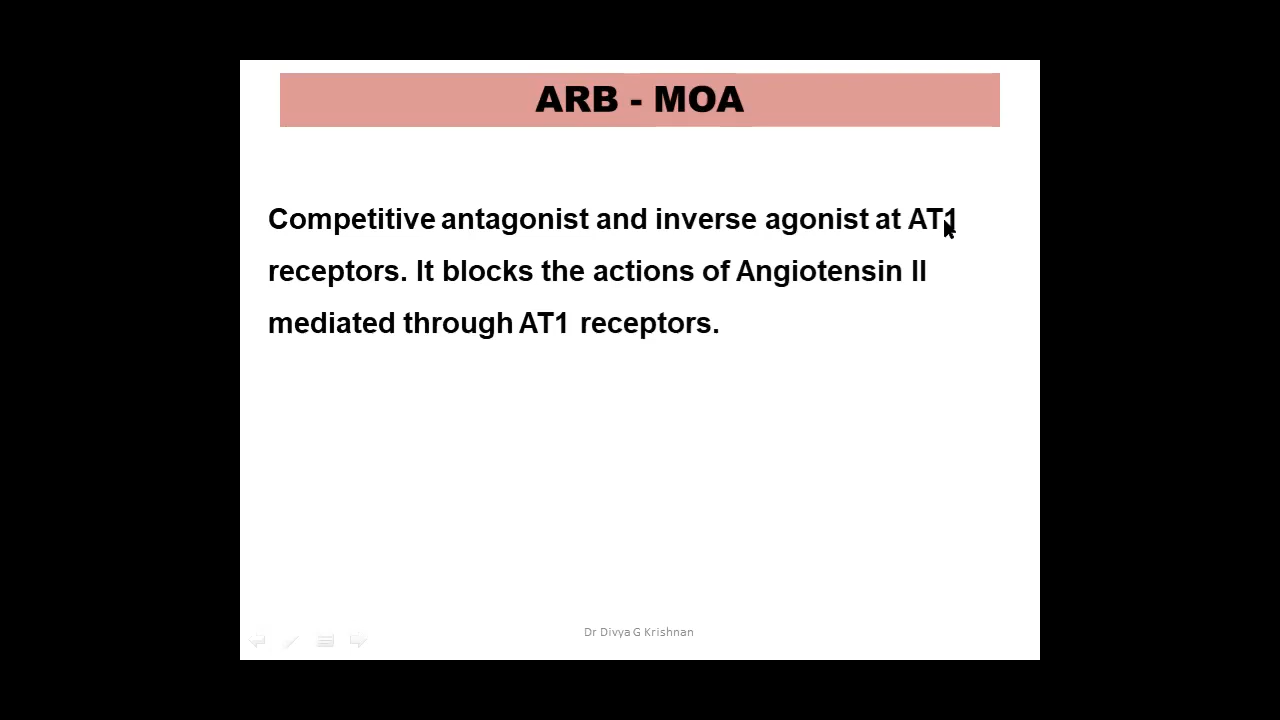 ARB - MOA
Competitive antagonist and inverse agonist at AT1
receptors. It blocks the actions of Angiotensin II
mediated through AT1 receptors.
Dr Divya G Krishnan